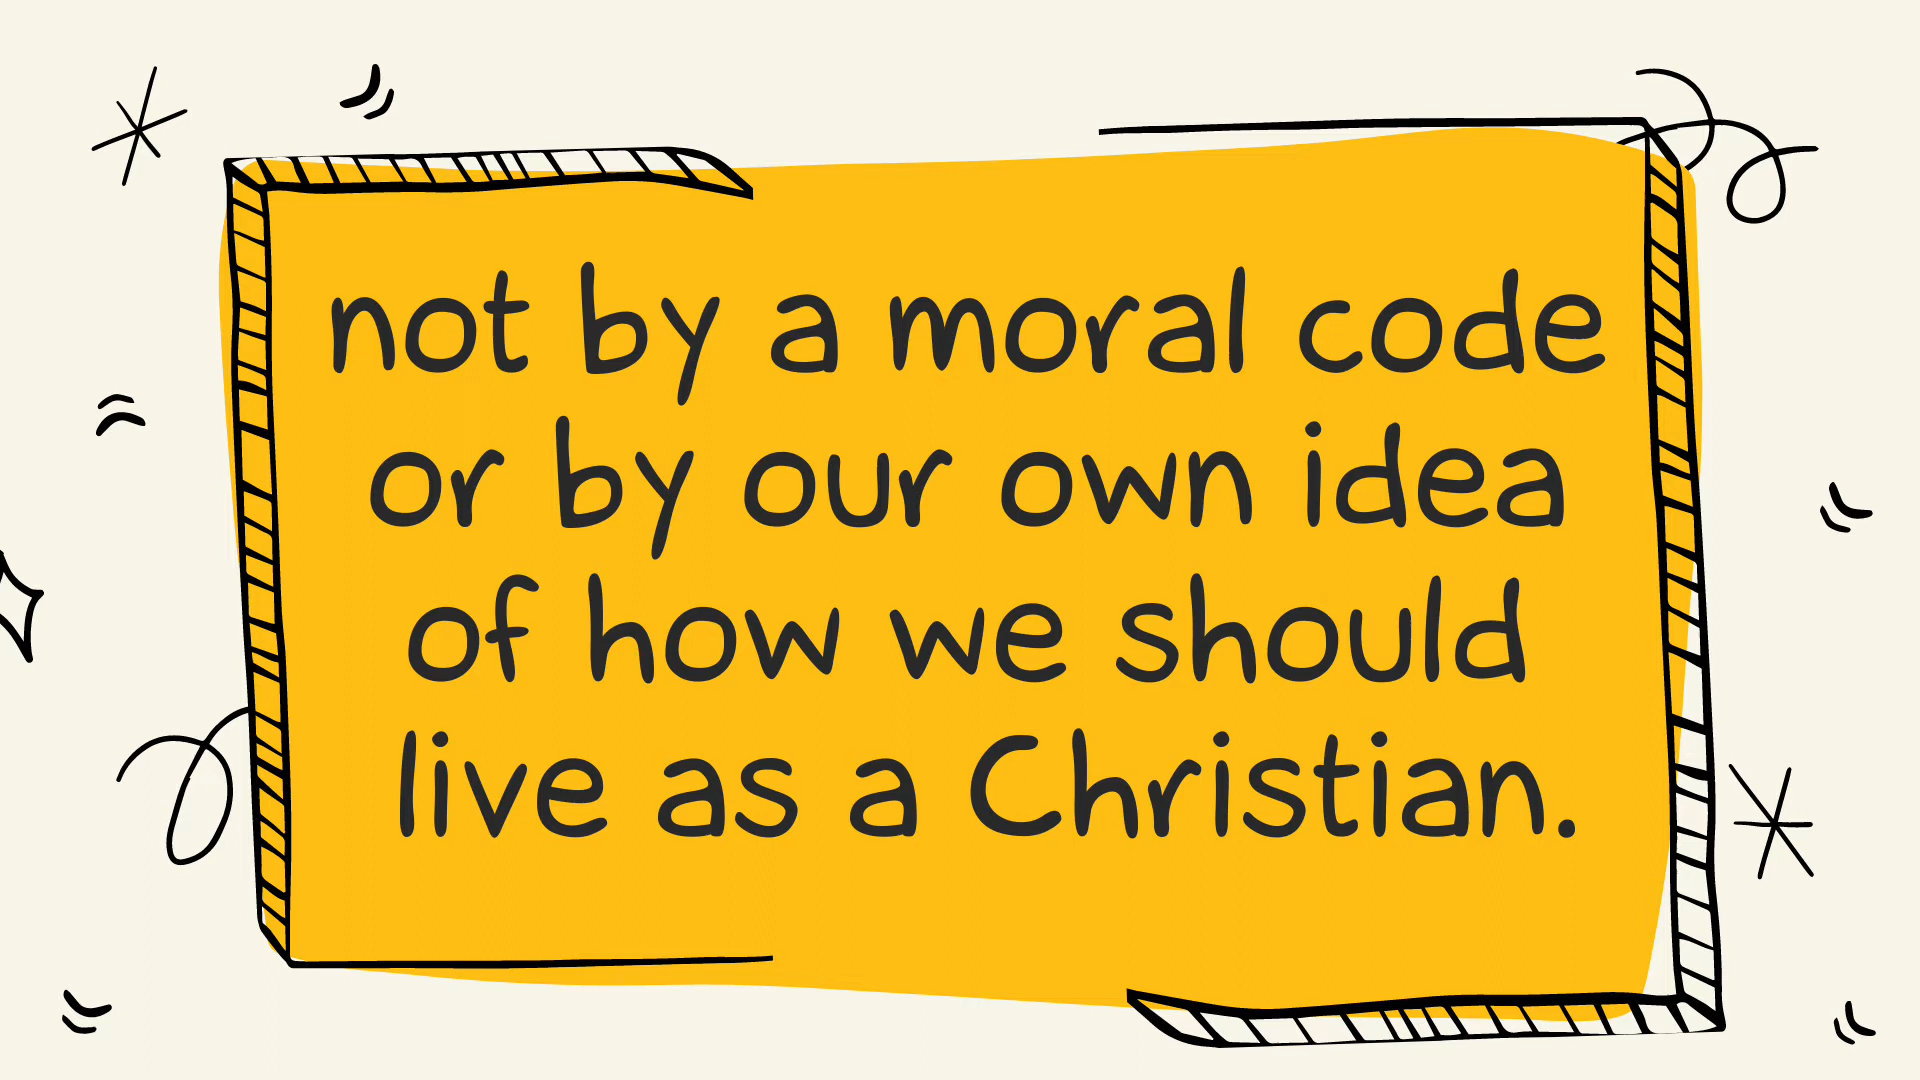 not by a moral code
or by our own idea
of how we should
live as a Christian.